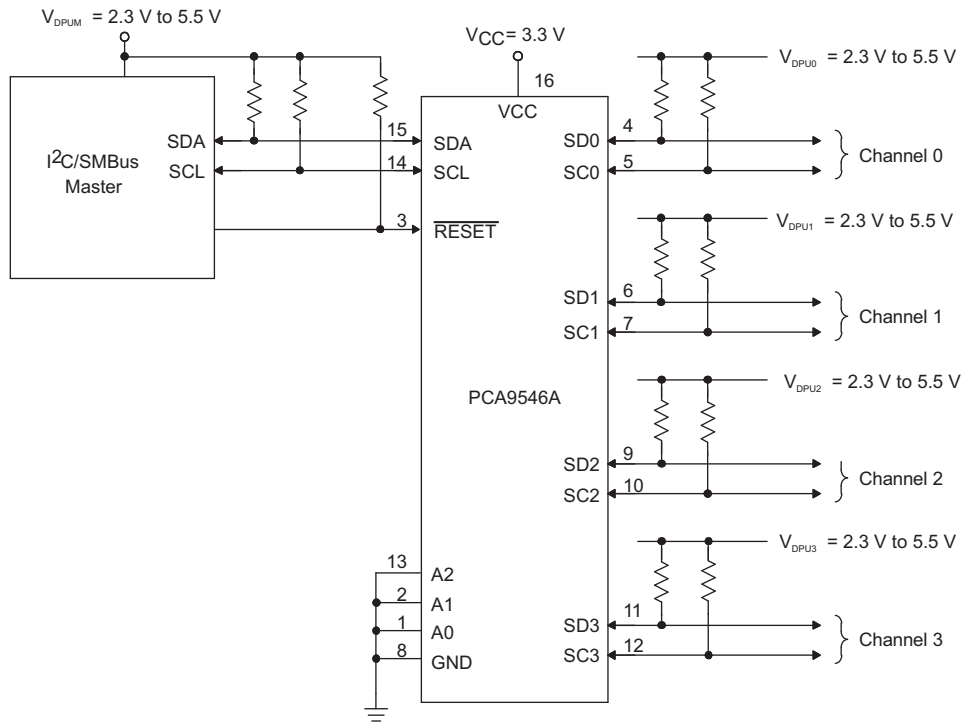 V_DPUM = 2.3 V to 5.5 V
VCC = 3.3 V
16
VCC
I²C/SMBus
Master
SDA
SCL
15
14
3
SDA
SCL
RESET
PCA9546A
13
2
1
8
A2
A1
A0
GND
V_DPU0 = 2.3 V to 5.5 V
SD0 4
SC0 5
Channel 0
V_DPU1 = 2.3 V to 5.5 V
SD1 6
SC1 7
Channel 1
V_DPU2 = 2.3 V to 5.5 V
SD2 9
SC2 10
Channel 2
V_DPU3 = 2.3 V to 5.5 V
SD3 11
SC3 12
Channel 3